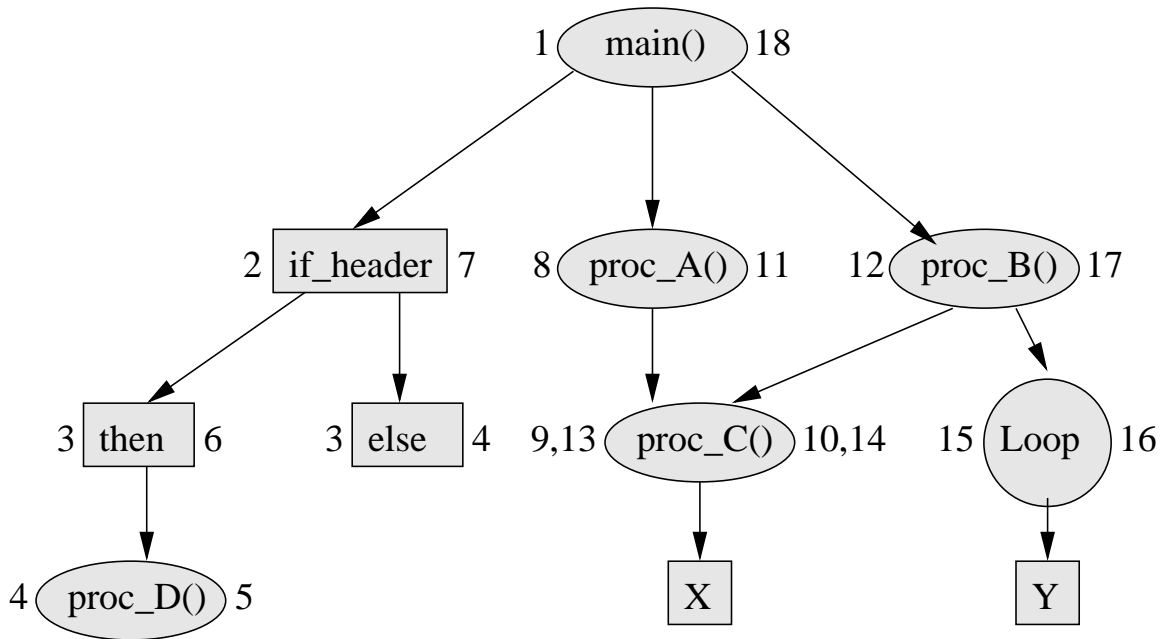 1 main() 18
2 if_header 7
8 proc_A() 11
12 proc_B() 17
3 then 6
3 else 4
9,13 proc_C() 10,14
15 Loop 16
4 proc_D() 5
X
Y